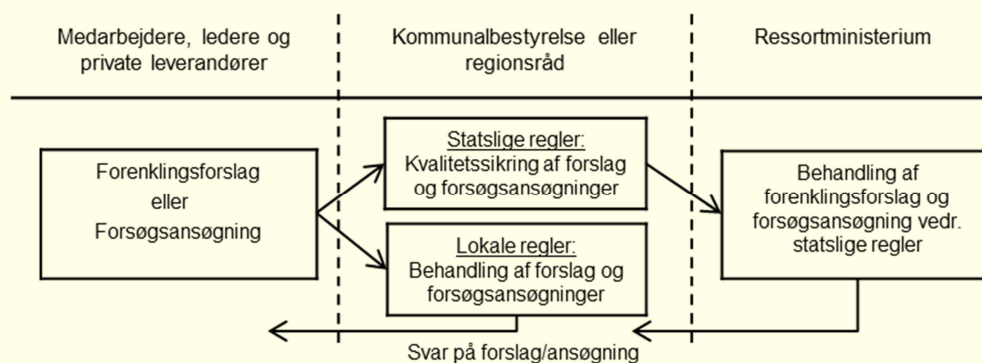 Medarbejdere, ledere og
private leverandører
Kommunalbestyrelse eller
regionsråd
Ressortministerium
Forenklingsforslag
eller
Forsøgsansøgning
Statslige regler:
Kvalitetssikring af forslag
og forsøgsansøgninger
Lokale regler:
Behandling af forslag og
forsøgsansøgninger
Behandling af
forenklingsforslag og
forsøgsansøgning vedr.
statslige regler
Svar på forslag/ansøgning